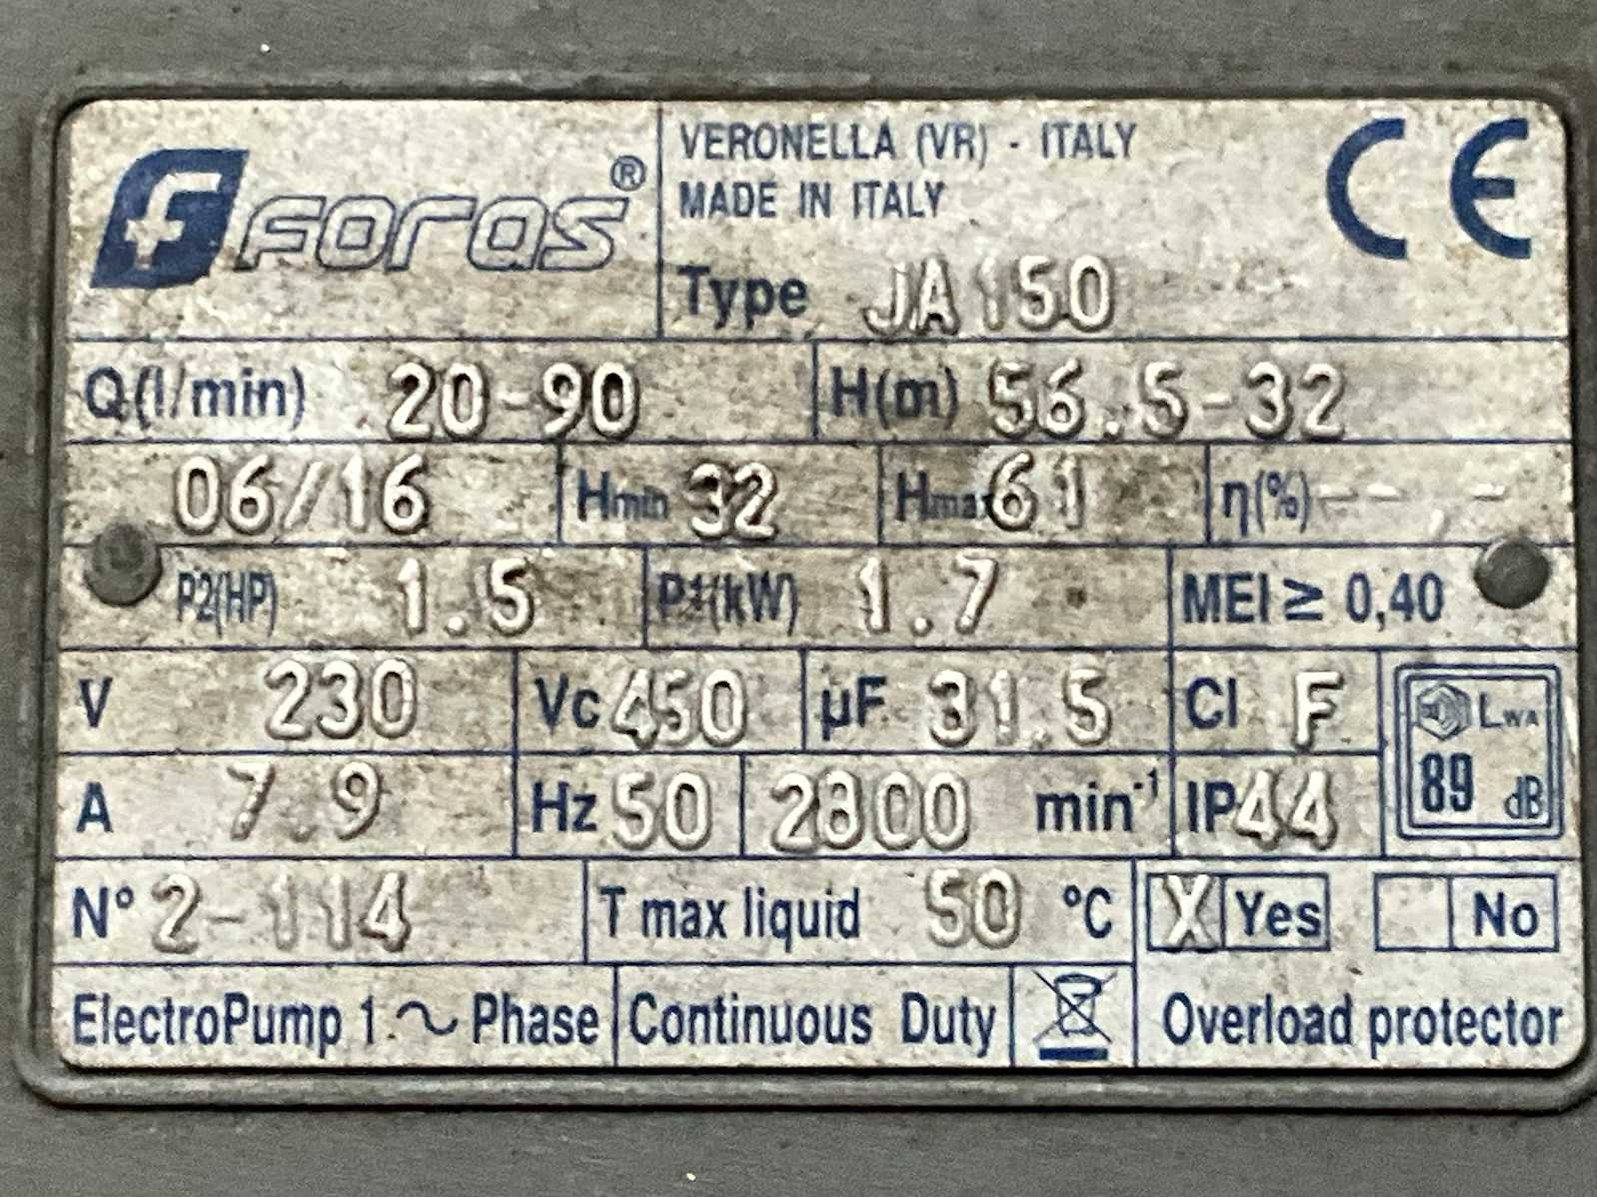 foras®
VERONELLA (VR) - ITALY
MADE IN ITALY
CE
Type JA150
Q(l/min) 20-90 H(m) 56.5-32
06/16 Hmin 32 Hmax 61 η(%) ---
P2(HP) 1.5 P1(kW) 1.7 MEI ≥ 0,40
V 230 Vc 450 µF 31.5 Cl F LWA
A 7.9 Hz 50 2800 min⁻¹ IP44 89 dB
N° 2-114 T max liquid 50 °C X Yes No
ElectroPump 1 ~ Phase Continuous Duty Overload protector